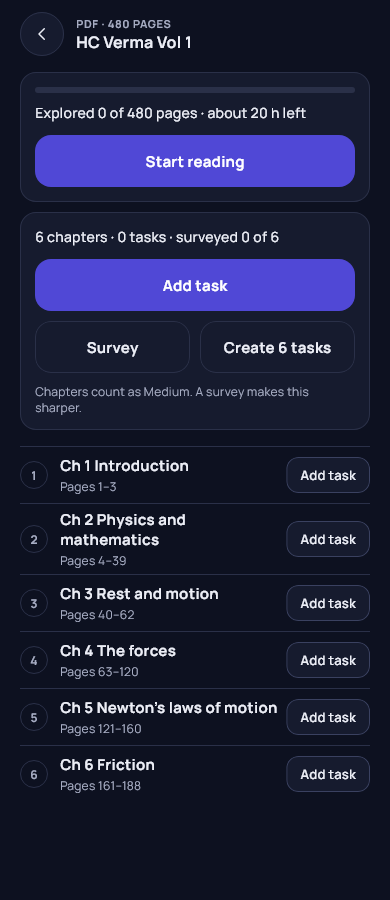 PDF · 480 PAGES
HC Verma Vol 1
Explored 0 of 480 pages · about 20 h left
Start reading
6 chapters · 0 tasks · surveyed 0 of 6
Add task
Survey
Create 6 tasks
Chapters count as Medium. A survey makes this
sharper.
1
Ch 1 Introduction
Pages 1–3
Add task
2
Ch 2 Physics and
mathematics
Pages 4–39
Add task
3
Ch 3 Rest and motion
Pages 40–62
Add task
4
Ch 4 The forces
Pages 63–120
Add task
5
Ch 5 Newton's laws of motion
Pages 121–160
Add task
6
Ch 6 Friction
Pages 161–188
Add task